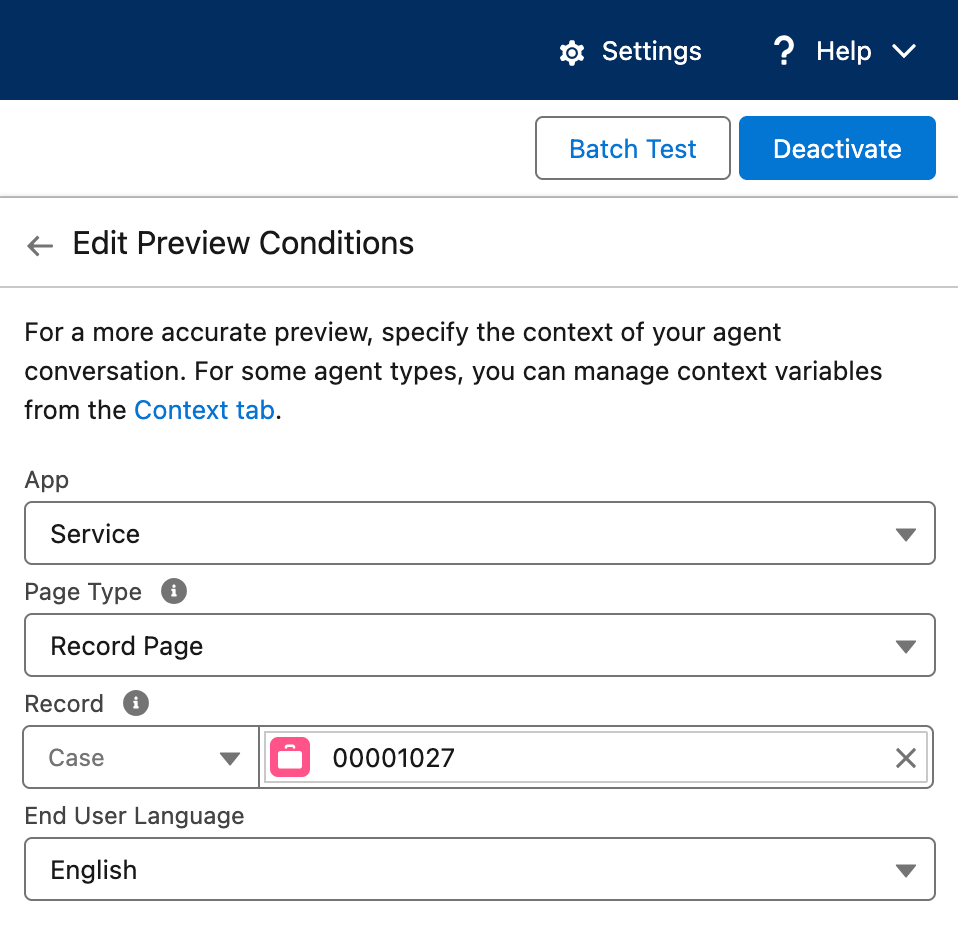 Settings
Help
Batch Test
Deactivate
Edit Preview Conditions
For a more accurate preview, specify the context of your agent
conversation. For some agent types, you can manage context variables
from the Context tab.
App
Service
Page Type
Record Page
Record
Case
00001027
End User Language
English